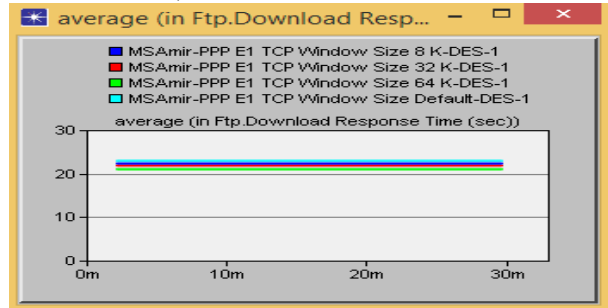 average (in Ftp.Download Resp...
MSAmir-PPP E1 TCP Window Size 8 K-DES-1
MSAmir-PPP E1 TCP Window Size 32 K-DES-1
MSAmir-PPP E1 TCP Window Size 64 K-DES-1
MSAmir-PPP E1 TCP Window Size Default-DES-1
average (in Ftp.Download Response Time (sec))
30
20
10
0
0m 10m 20m 30m